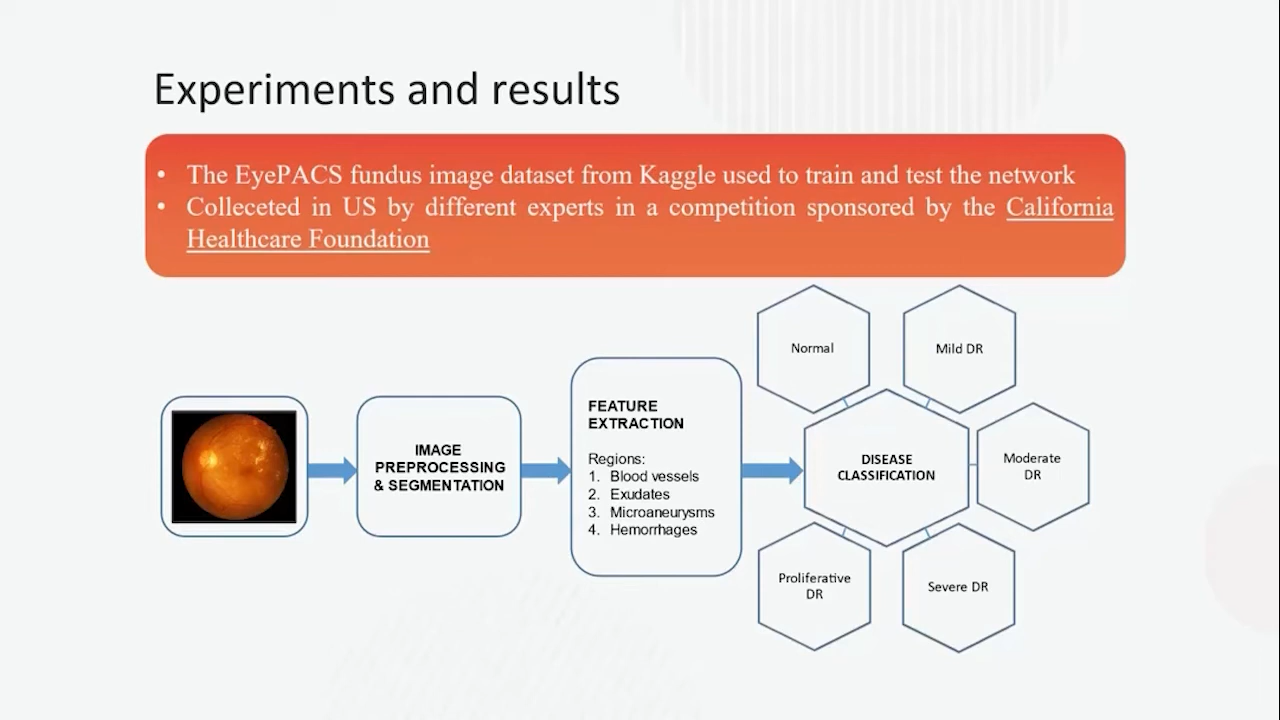 Experiments and results
• The EyePACS fundus image dataset from Kaggle used to train and test the network
• Colleceted in US by different experts in a competition sponsored by the California
Healthcare Foundation
IMAGE
PREPROCESSING
& SEGMENTATION
FEATURE
EXTRACTION
Regions:
1. Blood vessels
2. Exudates
3. Microaneurysms
4. Hemorrhages
DISEASE
CLASSIFICATION
Normal
Mild DR
Moderate
DR
Severe DR
Proliferative
DR